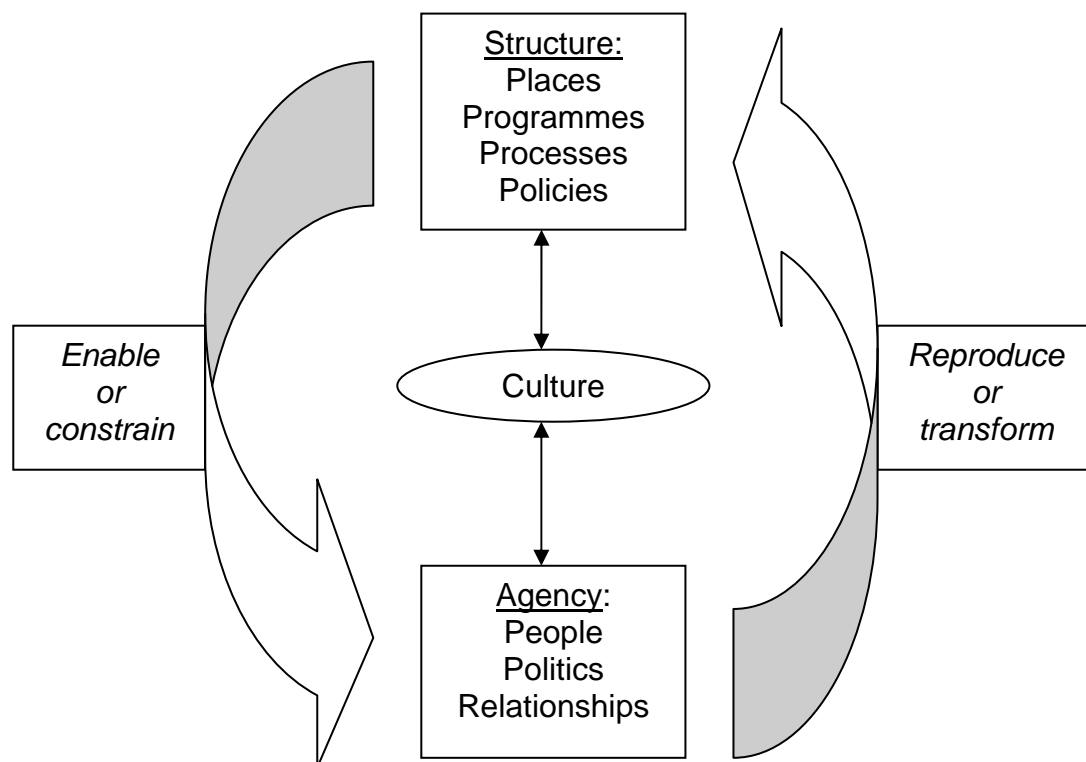 Structure:
Places
Programmes
Processes
Policies
Enable
or
constrain
Culture
Reproduce
or
transform
Agency:
People
Politics
Relationships